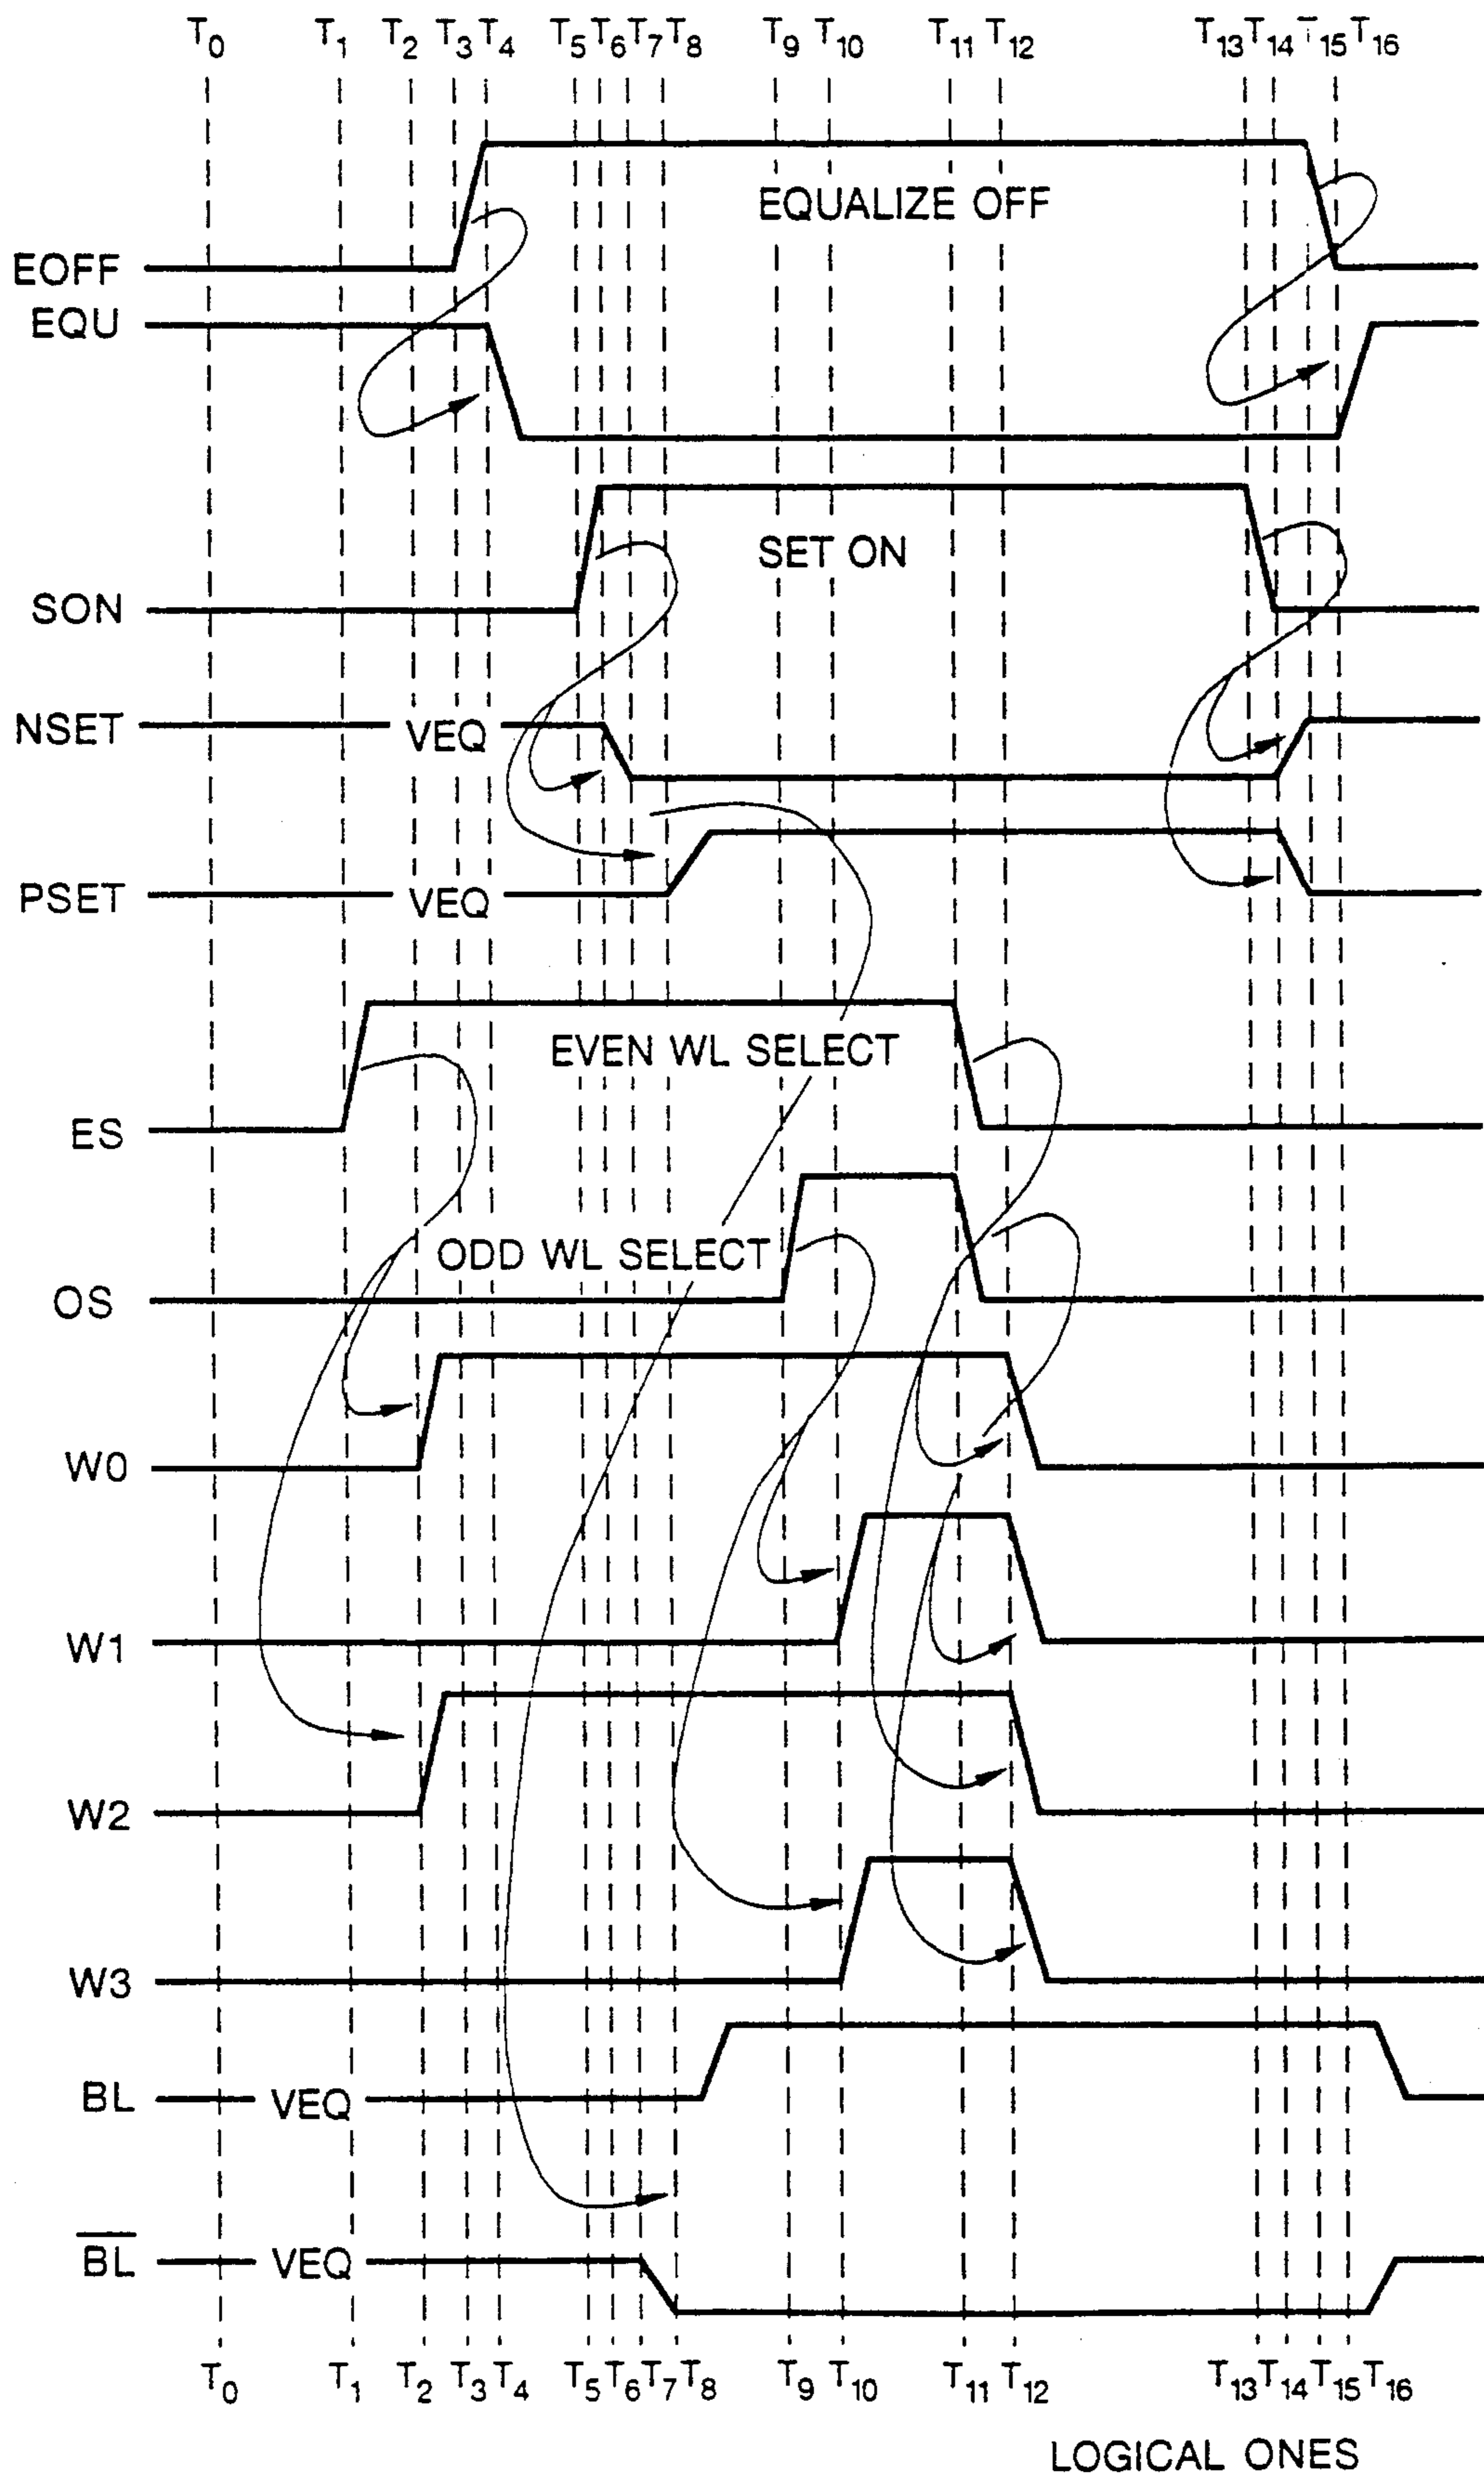 T0 T1 T2 T3 T4 T5 T6 T7 T8 T9 T10 T11 T12 T13 T14 T15 T16
EQUALIZE OFF
EOFF
EQU
SET ON
SON
NSET VEQ
PSET VEQ
EVEN WL SELECT
ES
ODD WL SELECT
OS
W0
W1
W2
W3
BL VEQ
B̅L̅ VEQ
T0 T1 T2 T3 T4 T5 T6 T7 T8 T9 T10 T11 T12 T13 T14 T15 T16
LOGICAL ONES